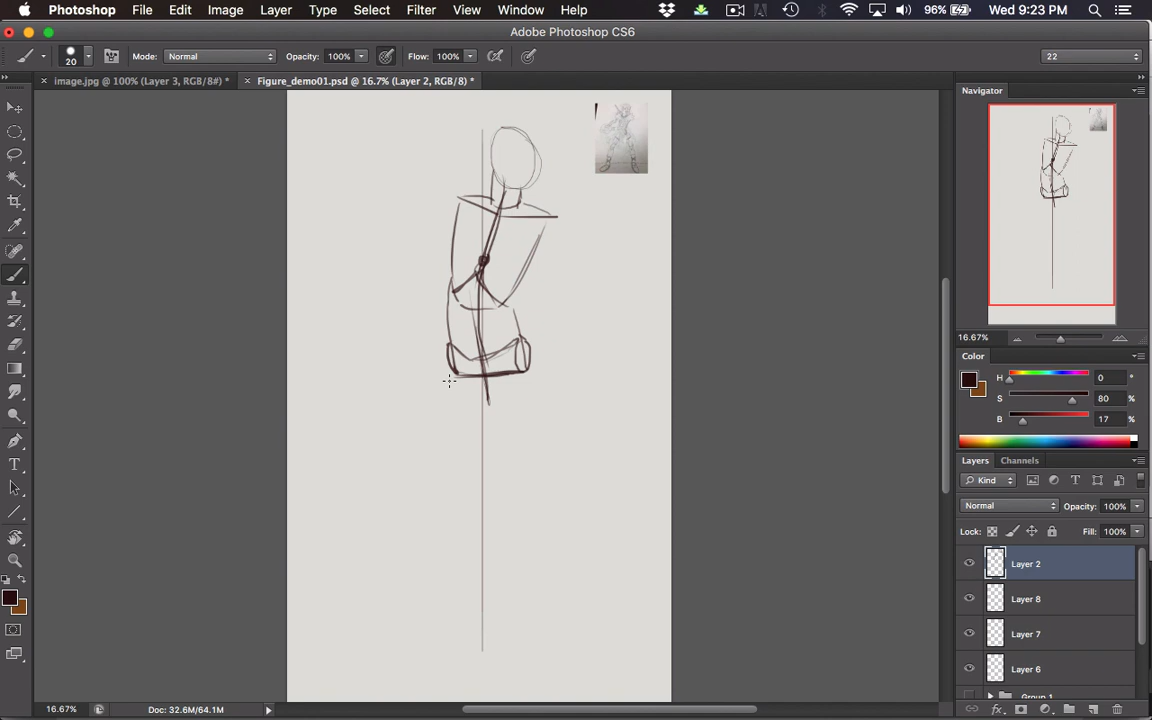 Photoshop File Edit Image Layer Type Select Filter View Window Help 96% Wed 9:23 PM
Adobe Photoshop CS6
20 Mode: Normal Opacity: 100% Flow: 100% 22
× image.jpg @ 100% (Layer 3, RGB/8#) * × Figure_demo01.psd @ 16.7% (Layer 2, RGB/8) *
Navigator
16.67%
Color
H 0 °
S 80 %
B 17 %
Layers Channels
Kind
Normal Opacity: 100%
Lock: Fill: 100%
Layer 2
Layer 8
Layer 7
Layer 6
Group 1
16.67% Doc: 32.6M/64.1M